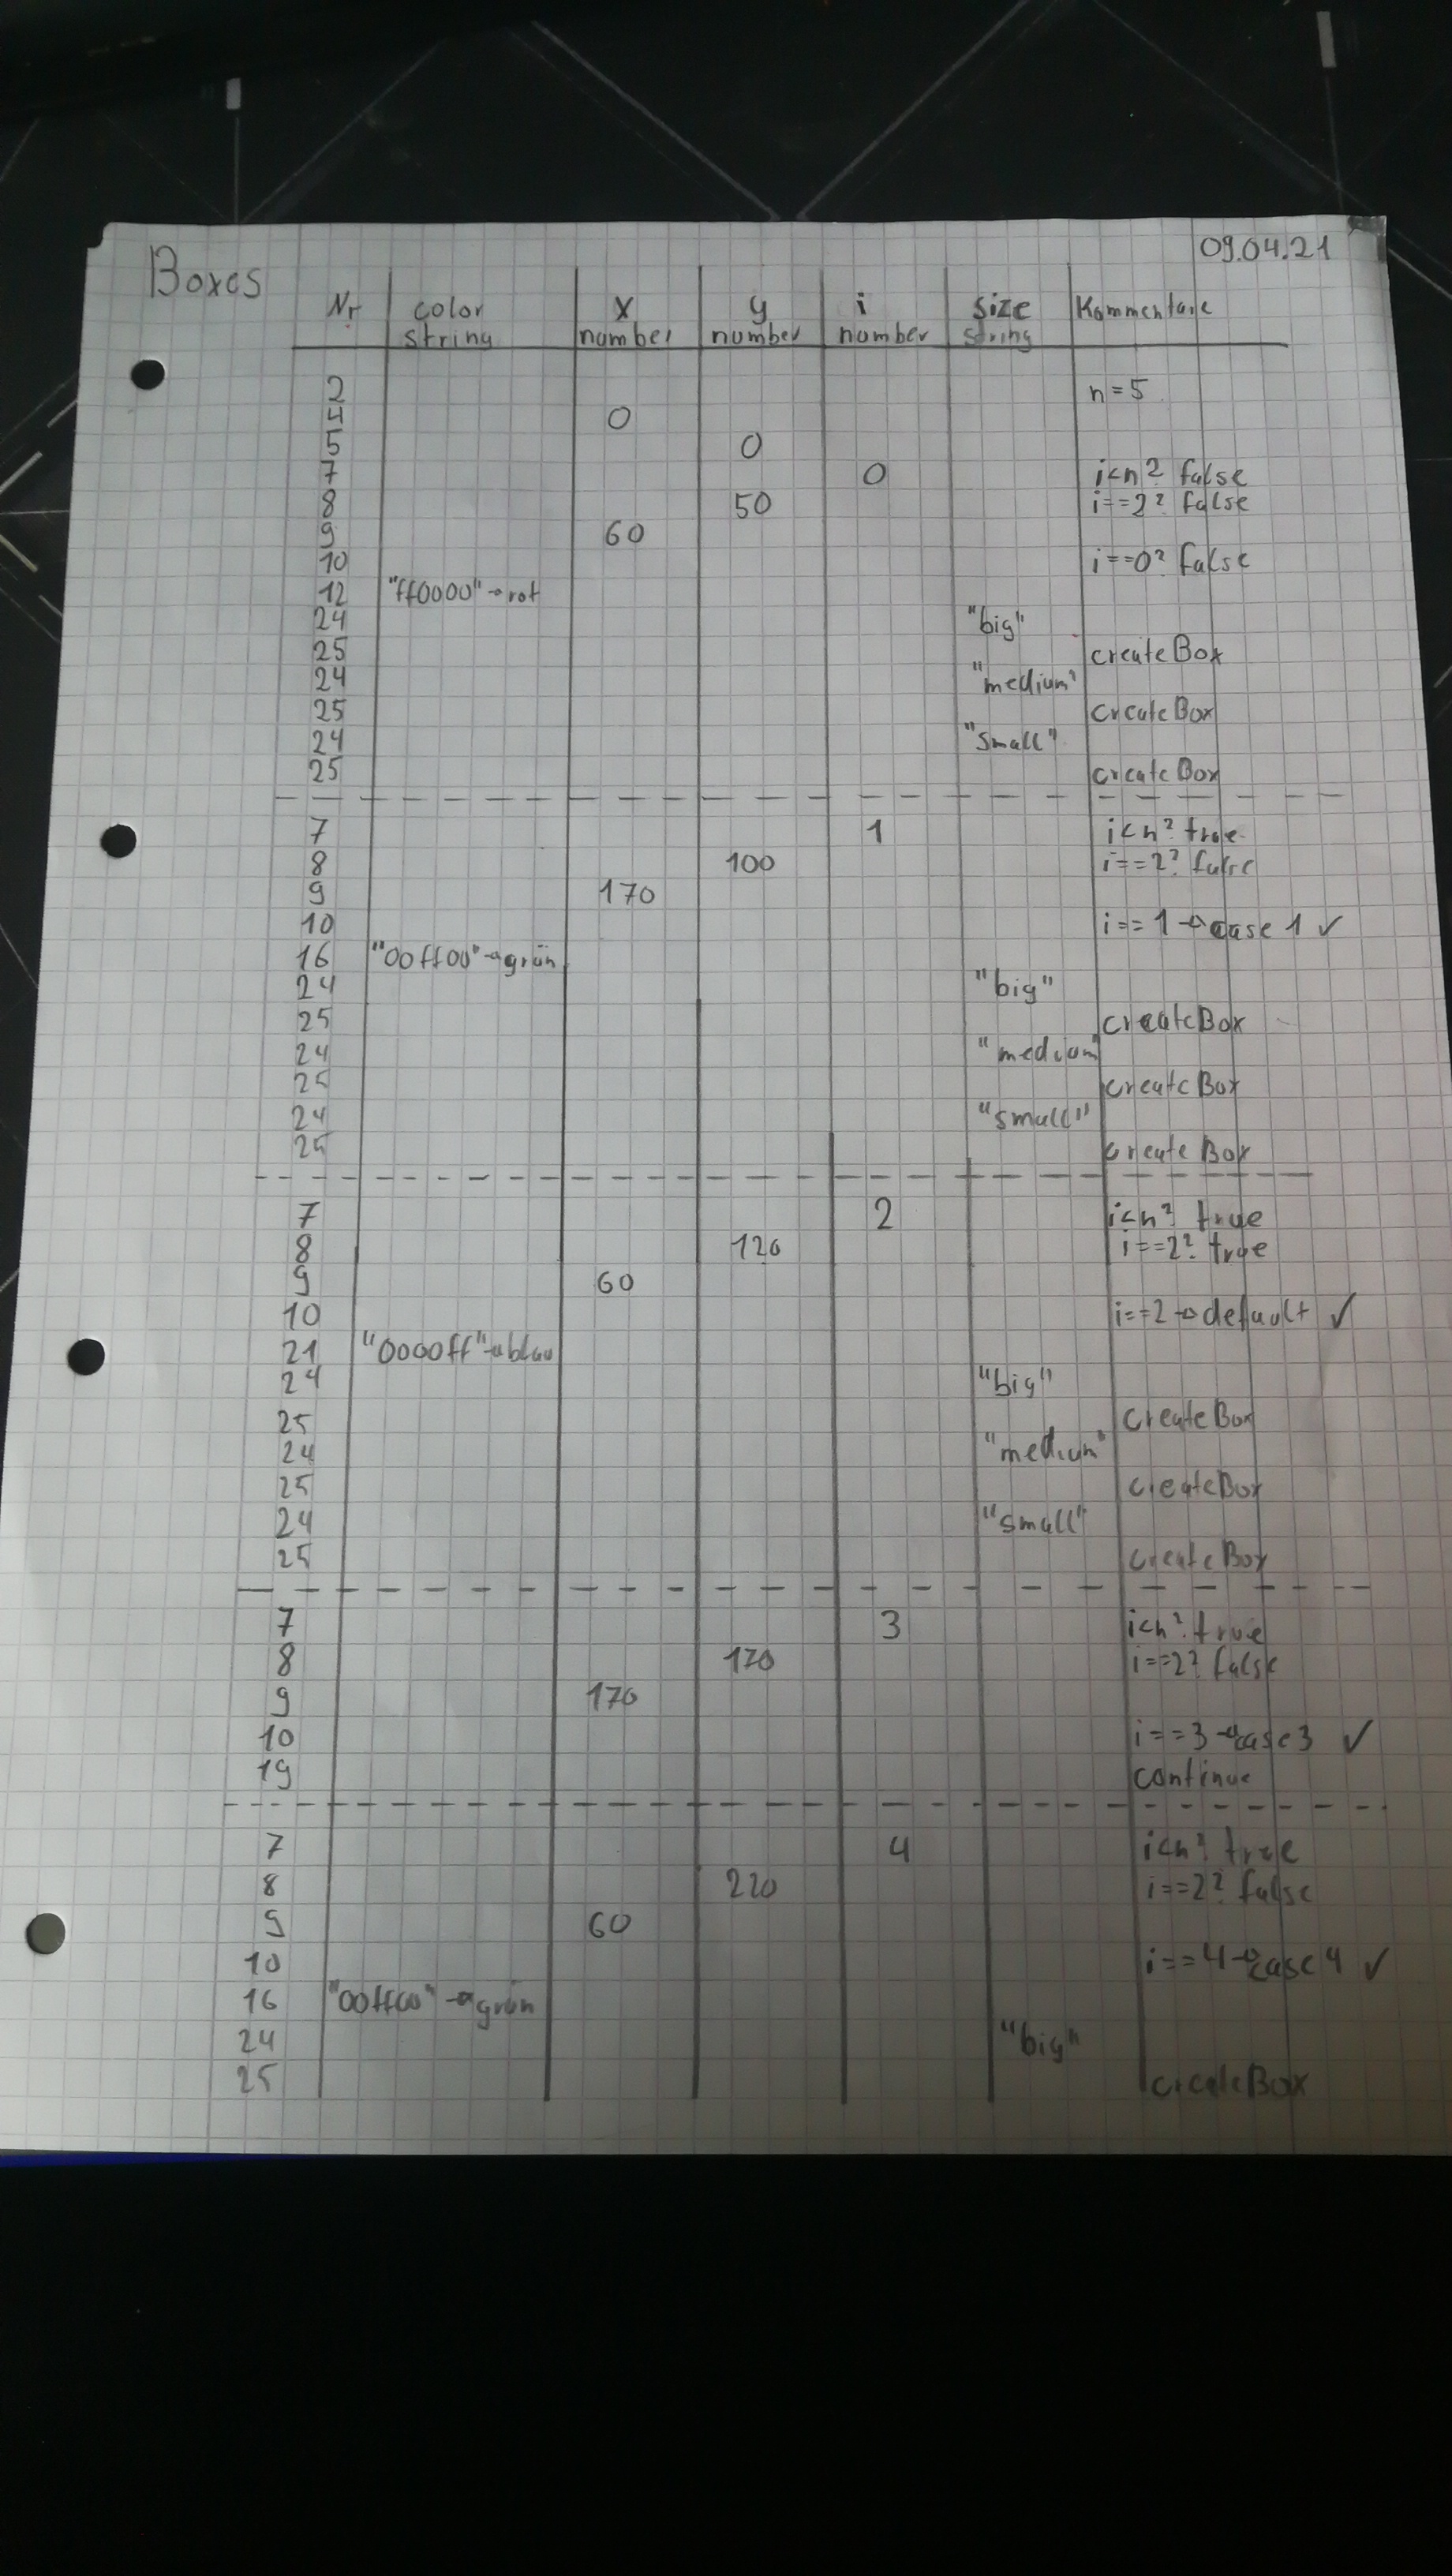 Boxes
09.04.21
Nr color x y i size Kommentare
string number number number number string
2 n=5
4 0
5 0
7 0 i<n? false
8 50 i==2? false
9 60
10 i==0? false
12 "ff0000"→rot
24 "big"
25 createBox
24 "medium"
25 createBox
24 "small"
25 createBox
7 1 i<n? true
8 100 i==2? false
9 170
10 i==1→case 1 ✓
16 "00ff00"→grün
24 "big"
25 createBox
24 "medium"
25 createBox
24 "small"
25 createBox
7 2 i<n? true
8 120 i==2? true
9 60
10 i==2→default ✓
21 "0000ff"→blau
24 "big"
25 createBox
24 "medium"
25 createBox
24 "small"
25 createBox
7 3 i<n? true
8 170 i==2? false
9 170
10 i==3→case 3 ✓
19 continue
7 4 i<n? true
8 220 i==2? false
9 60
10 i==4→case 4 ✓
16 "00ff00"→grün
24 "big"
25 createBox